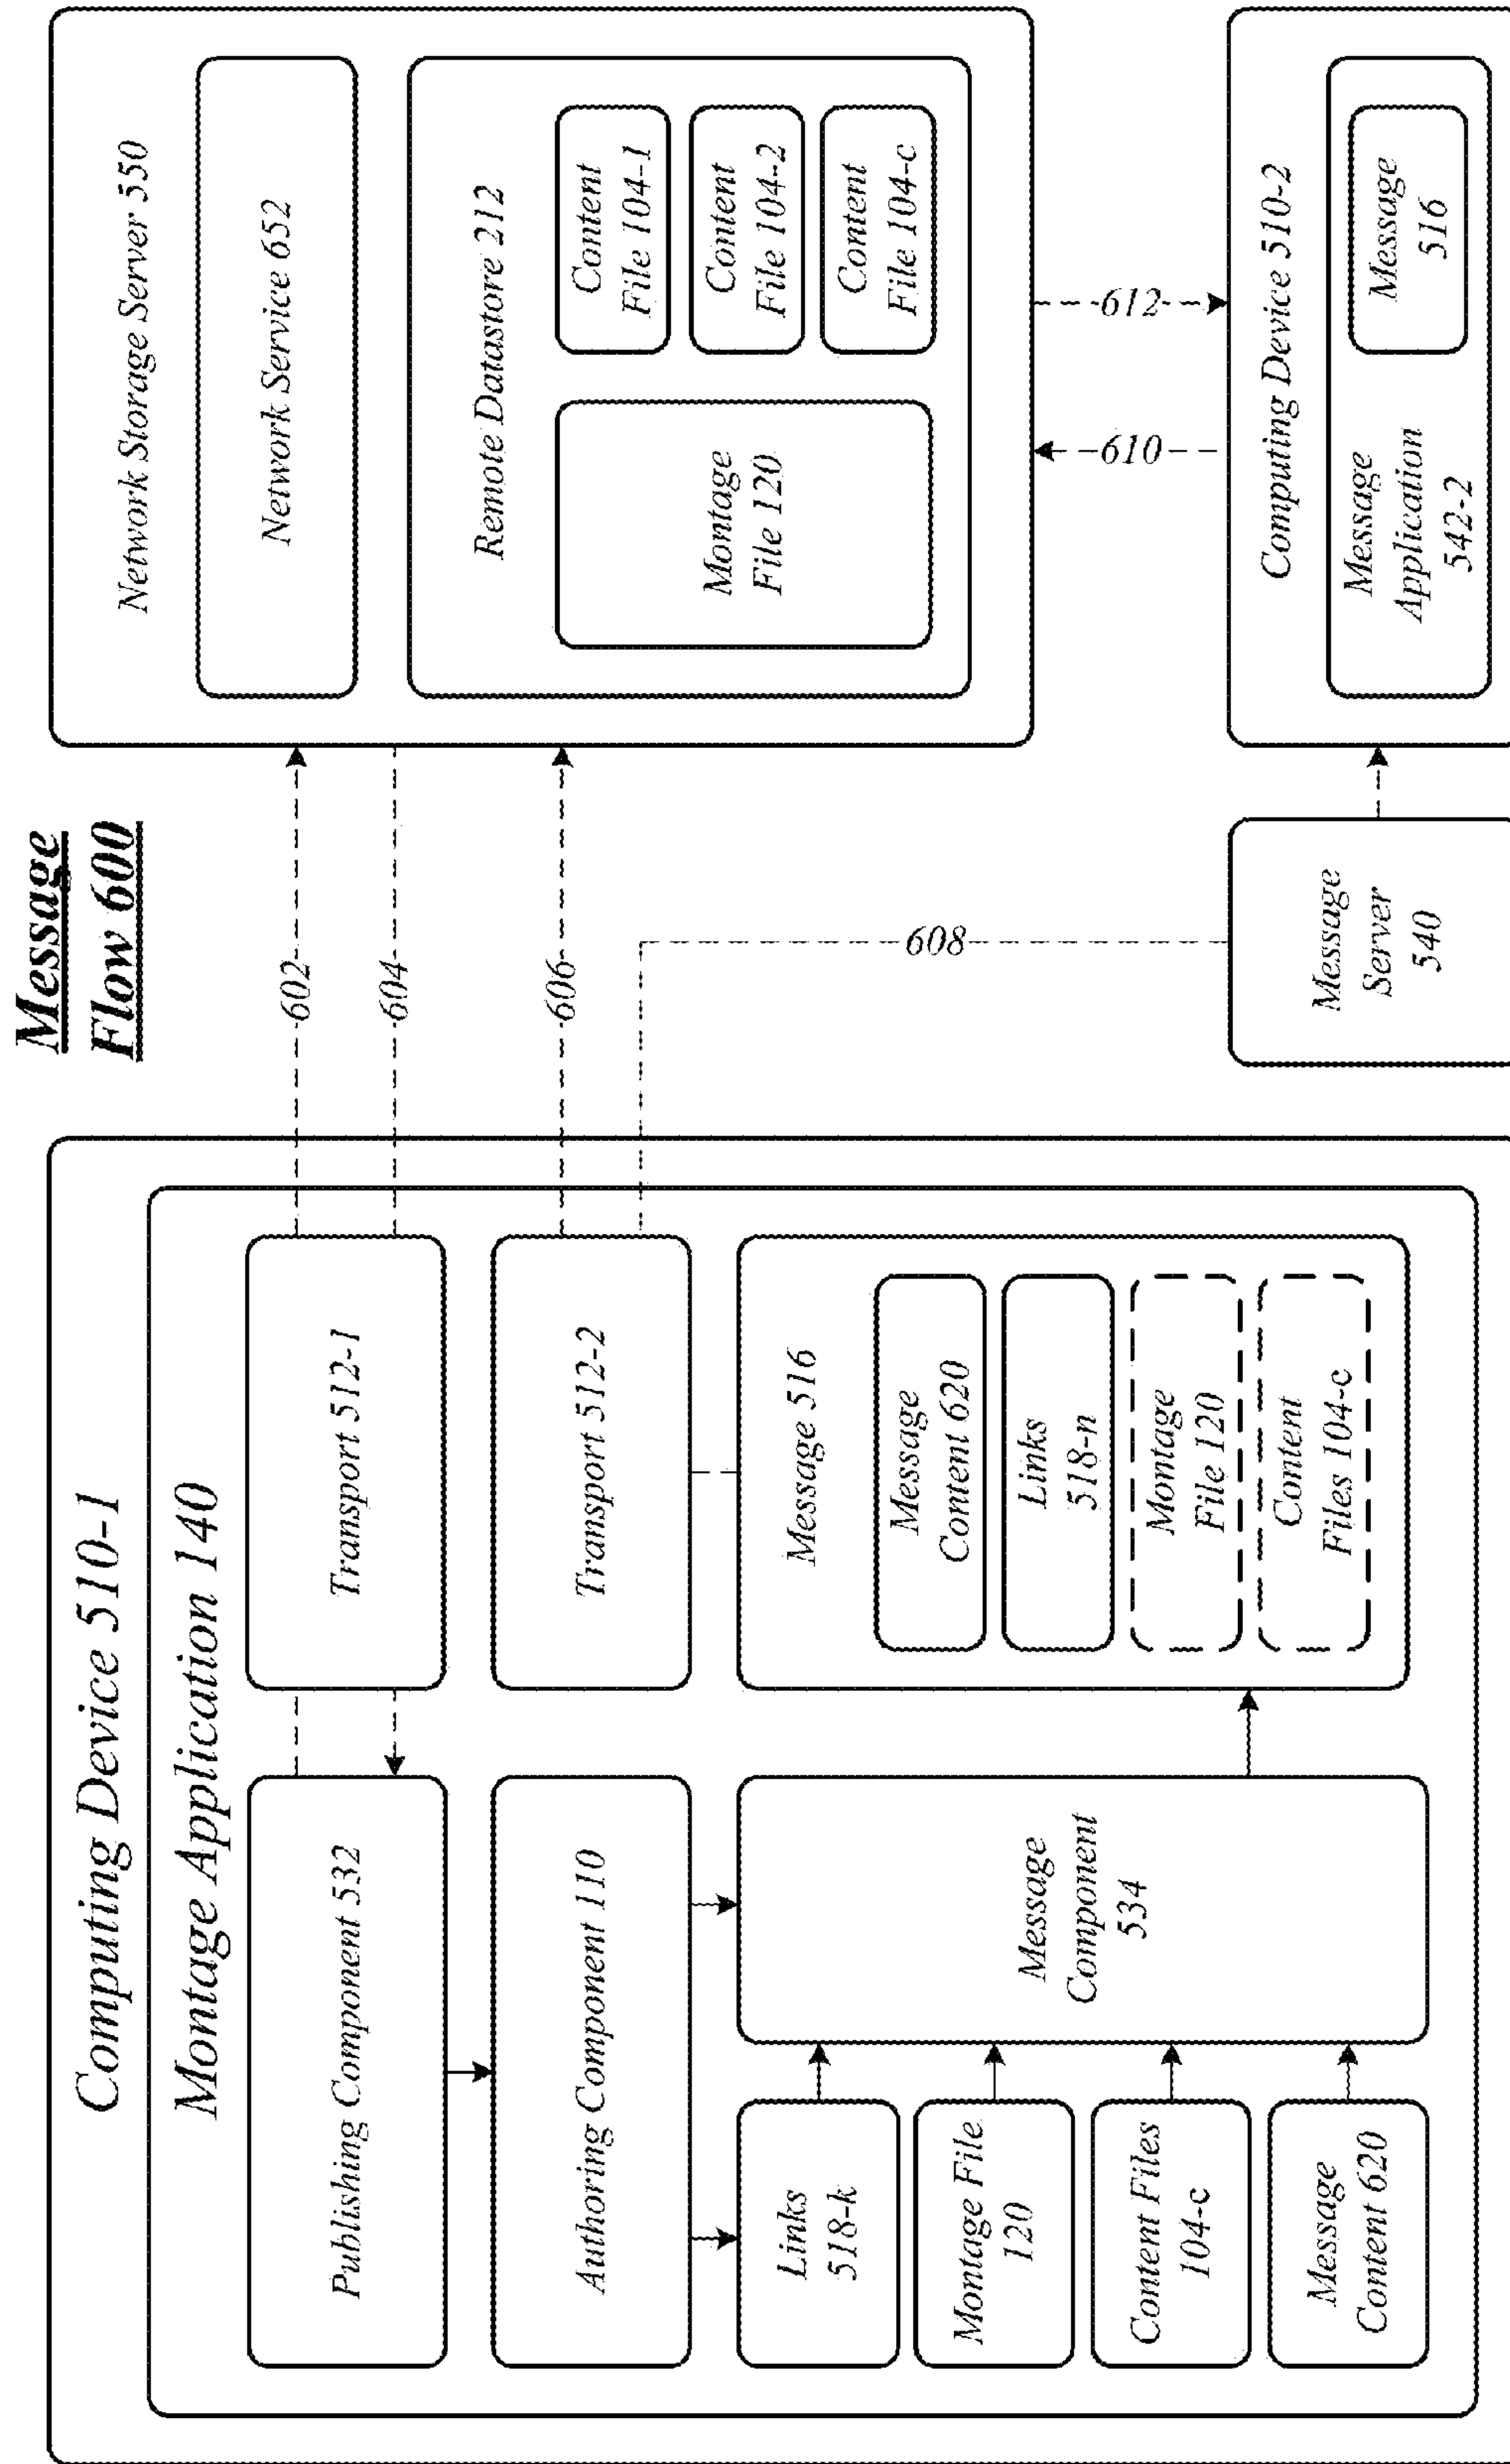 Message
Flow 600
Computing Device 510-1
Montage Application 140
Publishing Component 532
Transport 512-1
Authoring Component 110
Transport 512-2
Links
518-k
Montage File
120
Content Files
104-c
Message
Content 620
Message
Component
534
Message 516
Message
Content 620
Links
518-n
Montage
File 120
Content
Files 104-c
602
604
606
608
Network Storage Server 550
Network Service 652
Remote Datastore 212
Montage
File 120
Content
File 104-1
Content
File 104-2
Content
File 104-c
610
612
Message
Server
540
Computing Device 510-2
Message
Application
542-2
Message
516